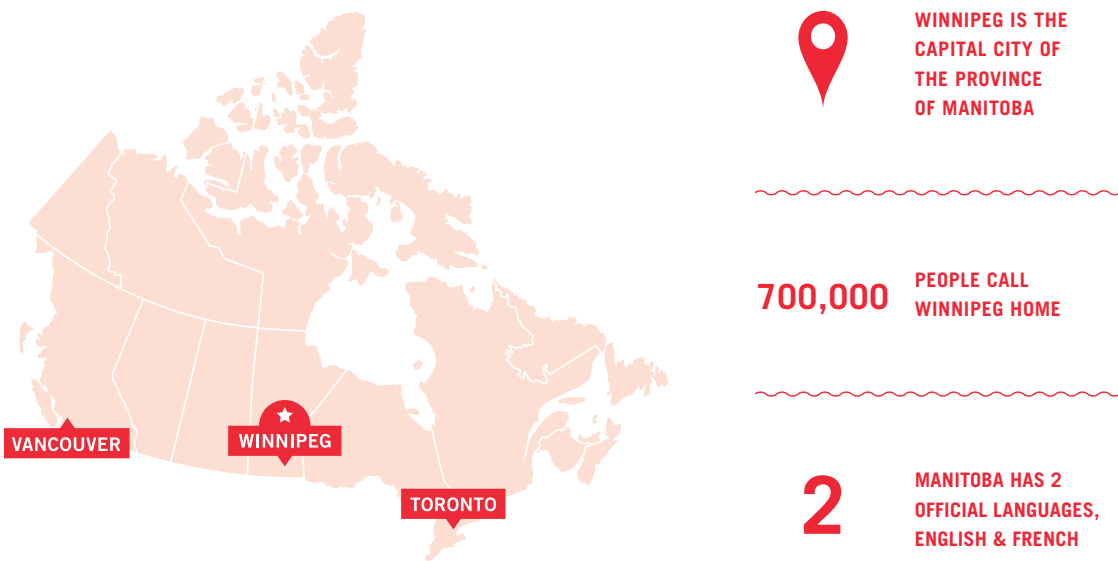 VANCOUVER
WINNIPEG
TORONTO
WINNIPEG IS THE
CAPITAL CITY OF
THE PROVINCE
OF MANITOBA
700,000
PEOPLE CALL
WINNIPEG HOME
2
MANITOBA HAS 2
OFFICIAL LANGUAGES,
ENGLISH & FRENCH